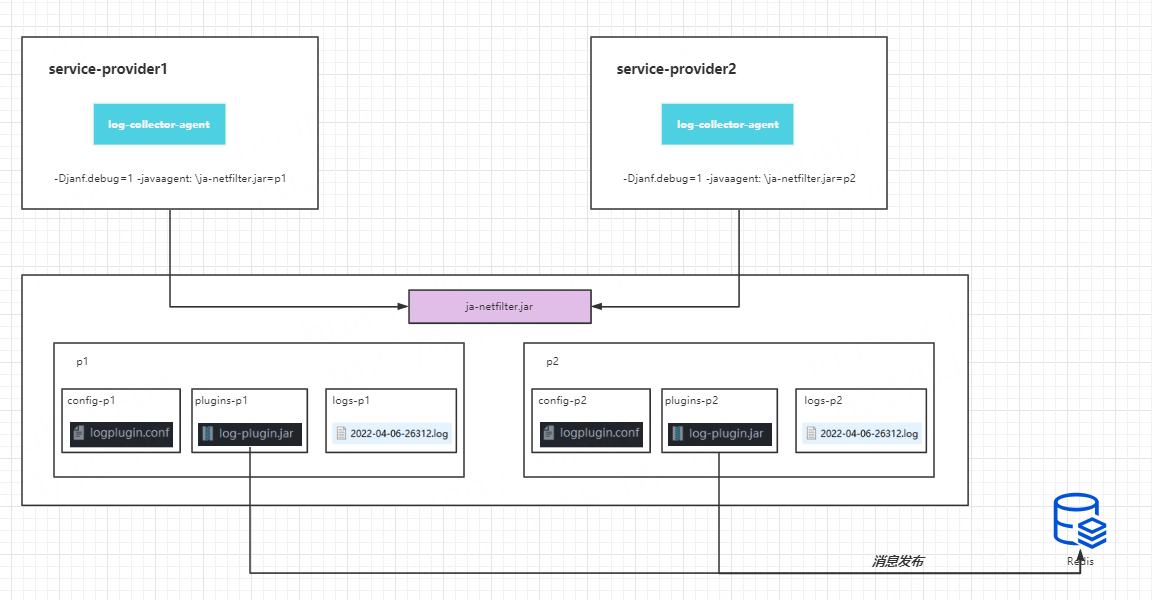 service-provider1
log-collector-agent
-Djanf.debug=1 -javaagent: \ja-netfilter.jar=p1
service-provider2
log-collector-agent
-Djanf.debug=1 -javaagent: \ja-netfilter.jar=p2
ja-netfilter.jar
p1
config-p1
logplugin.conf
plugins-p1
log-plugin.jar
logs-p1
2022-04-06-26312.log
p2
config-p2
logplugin.conf
plugins-p2
log-plugin.jar
logs-p2
2022-04-06-26312.log
消息发布
Redis